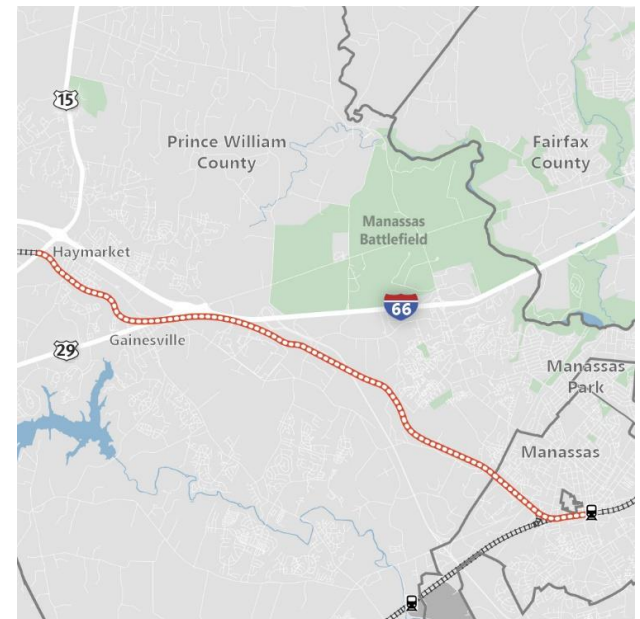 15
Prince William
County
Fairfax
County
Manassas
Battlefield
Haymarket
66
Gainesville
29
Manassas
Park
Manassas